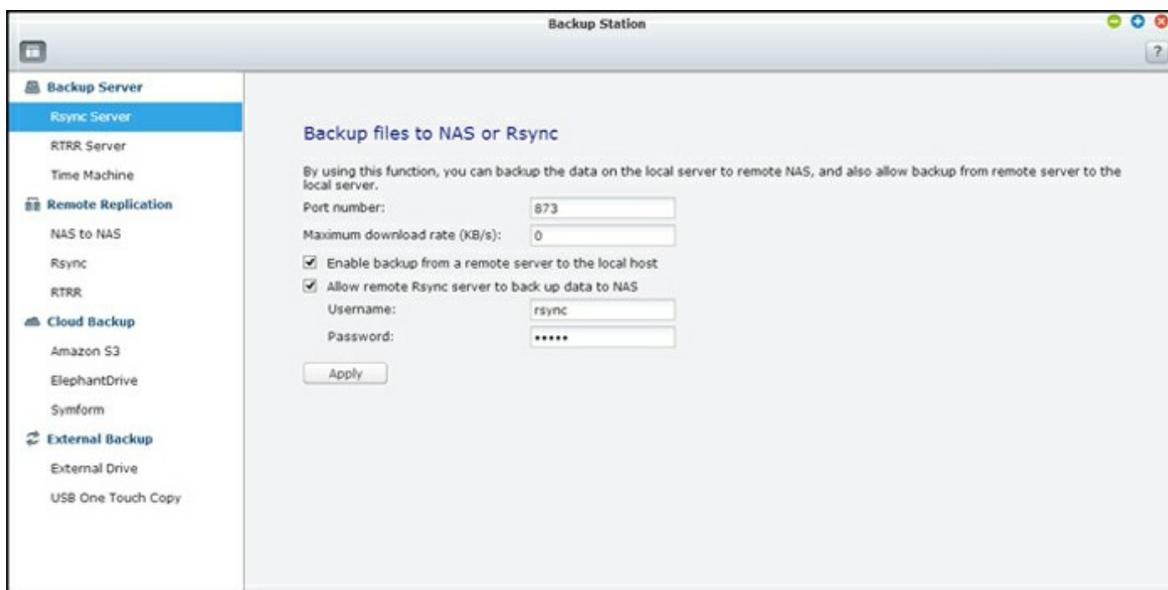 Backup Station
?
Backup Server
Rsync Server
RTRR Server
Time Machine
Remote Replication
NAS to NAS
Rsync
RTRR
Cloud Backup
Amazon S3
ElephantDrive
Symform
External Backup
External Drive
USB One Touch Copy
Backup files to NAS or Rsync
By using this function, you can backup the data on the local server to remote NAS, and also allow backup from remote server to the
local server.
Port number: 873
Maximum download rate (KB/s): 0
Enable backup from a remote server to the local host
Allow remote Rsync server to back up data to NAS
Username: rsync
Password: •••••
Apply